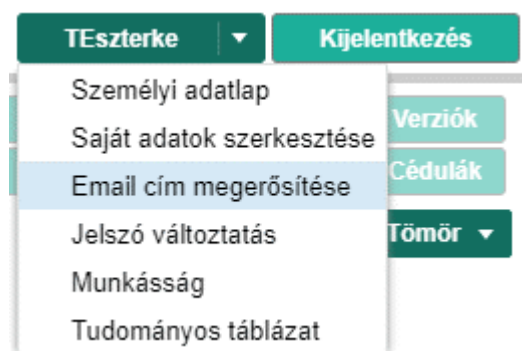 TEszterke
Kijelentkezés
Személyi adatlap
Verziók
Saját adatok szerkesztése
Cédulák
Email cím megerősítése
Jelszó változtatás
Tömör
Munkásság
Tudományos táblázat